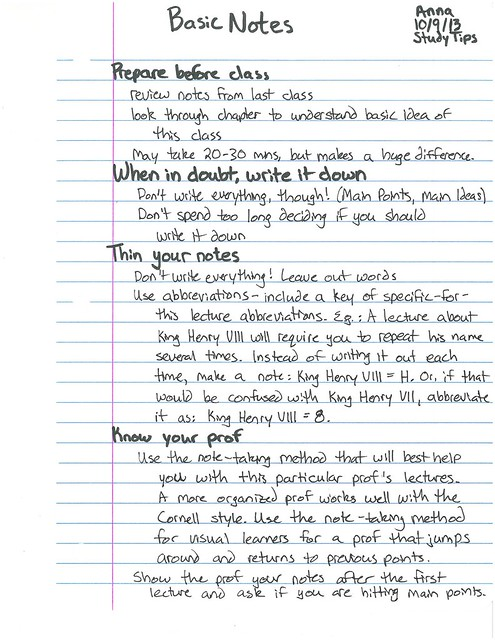 Basic Notes
Anna
10/9/13
Study Tips
Prepare before class
review notes from last class
look through chapter to understand basic idea of
this class
May take 20-30 mins, but makes a huge difference.
When in doubt, write it down
Don't write everything, though! (Main Points, main Ideas)
Don't spend too long deciding if you should
write it down
Thin your notes
Don't write everything! Leave out words
Use abbreviations - include a key of specific-for-
this lecture abbreviations. E.g.: A lecture about
King Henry VIII will require you to repeat his name
several times. Instead of writing it out each
time, make a note: King Henry VIII = H. Or, if that
would be confused with King Henry VII, abbreviate
it as: King Henry VIII = 8.
Know your prof
Use the note-taking method that will best help
you with this particular prof's lectures.
A more organized prof works well with the
Cornell style. Use the note-taking method
for visual learners for a prof that jumps
around and returns to previous points.
Show the prof your notes after the first
lecture and ask if you are hitting main points.